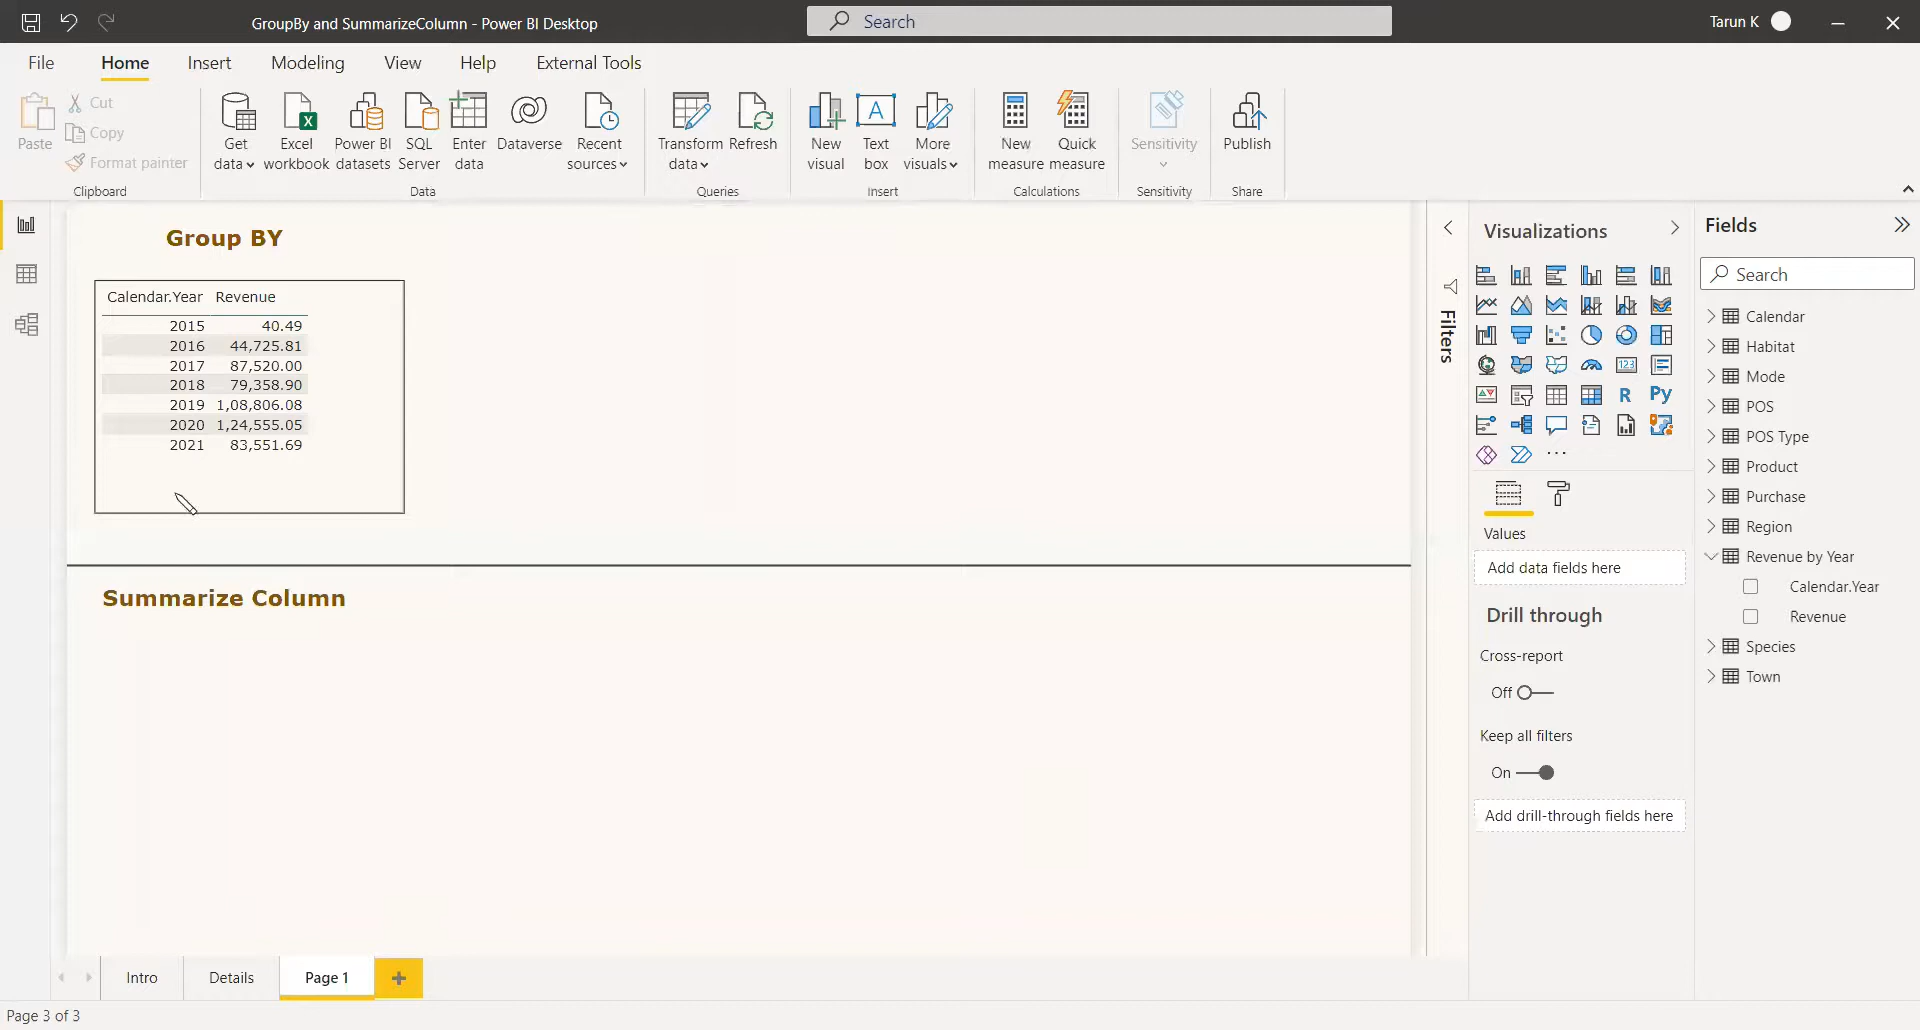 GroupBy and SummarizeColumn - Power BI Desktop
Search
Tarun K
File
Home
Insert
Modeling
View
Help
External Tools
Paste
Cut
Copy
Format painter
Clipboard
Get data
Excel workbook
Power BI datasets
SQL Server
Enter data
Dataverse
Recent sources
Data
Transform data
Refresh
Queries
New visual
Text box
More visuals
Insert
New measure
Quick measure
Calculations
Sensitivity
Sensitivity
Publish
Share
Group BY
Calendar.Year Revenue
2015 40.49
2016 44,725.81
2017 87,520.00
2018 79,358.90
2019 1,08,806.08
2020 1,24,555.05
2021 83,551.69
Summarize Column
Filters
Visualizations
R
Py
123
Values
Add data fields here
Drill through
Cross-report
Off
Keep all filters
On
Add drill-through fields here
Fields
Search
Calendar
Habitat
Mode
POS
POS Type
Product
Purchase
Region
Revenue by Year
Calendar.Year
Revenue
Species
Town
Intro
Details
Page 1
Page 3 of 3